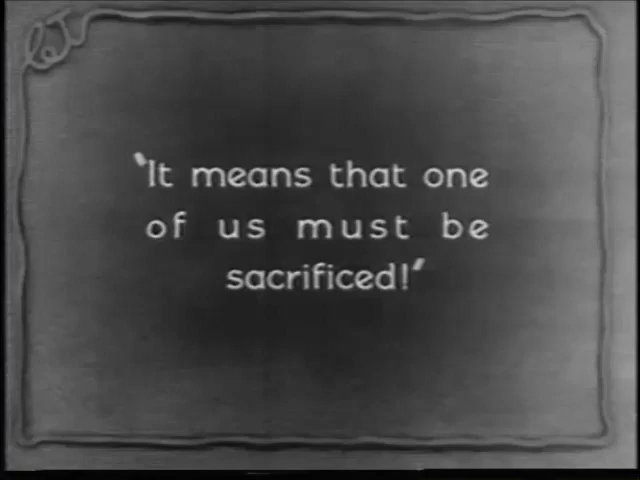 "It means that one
of us must be
sacrificed!"